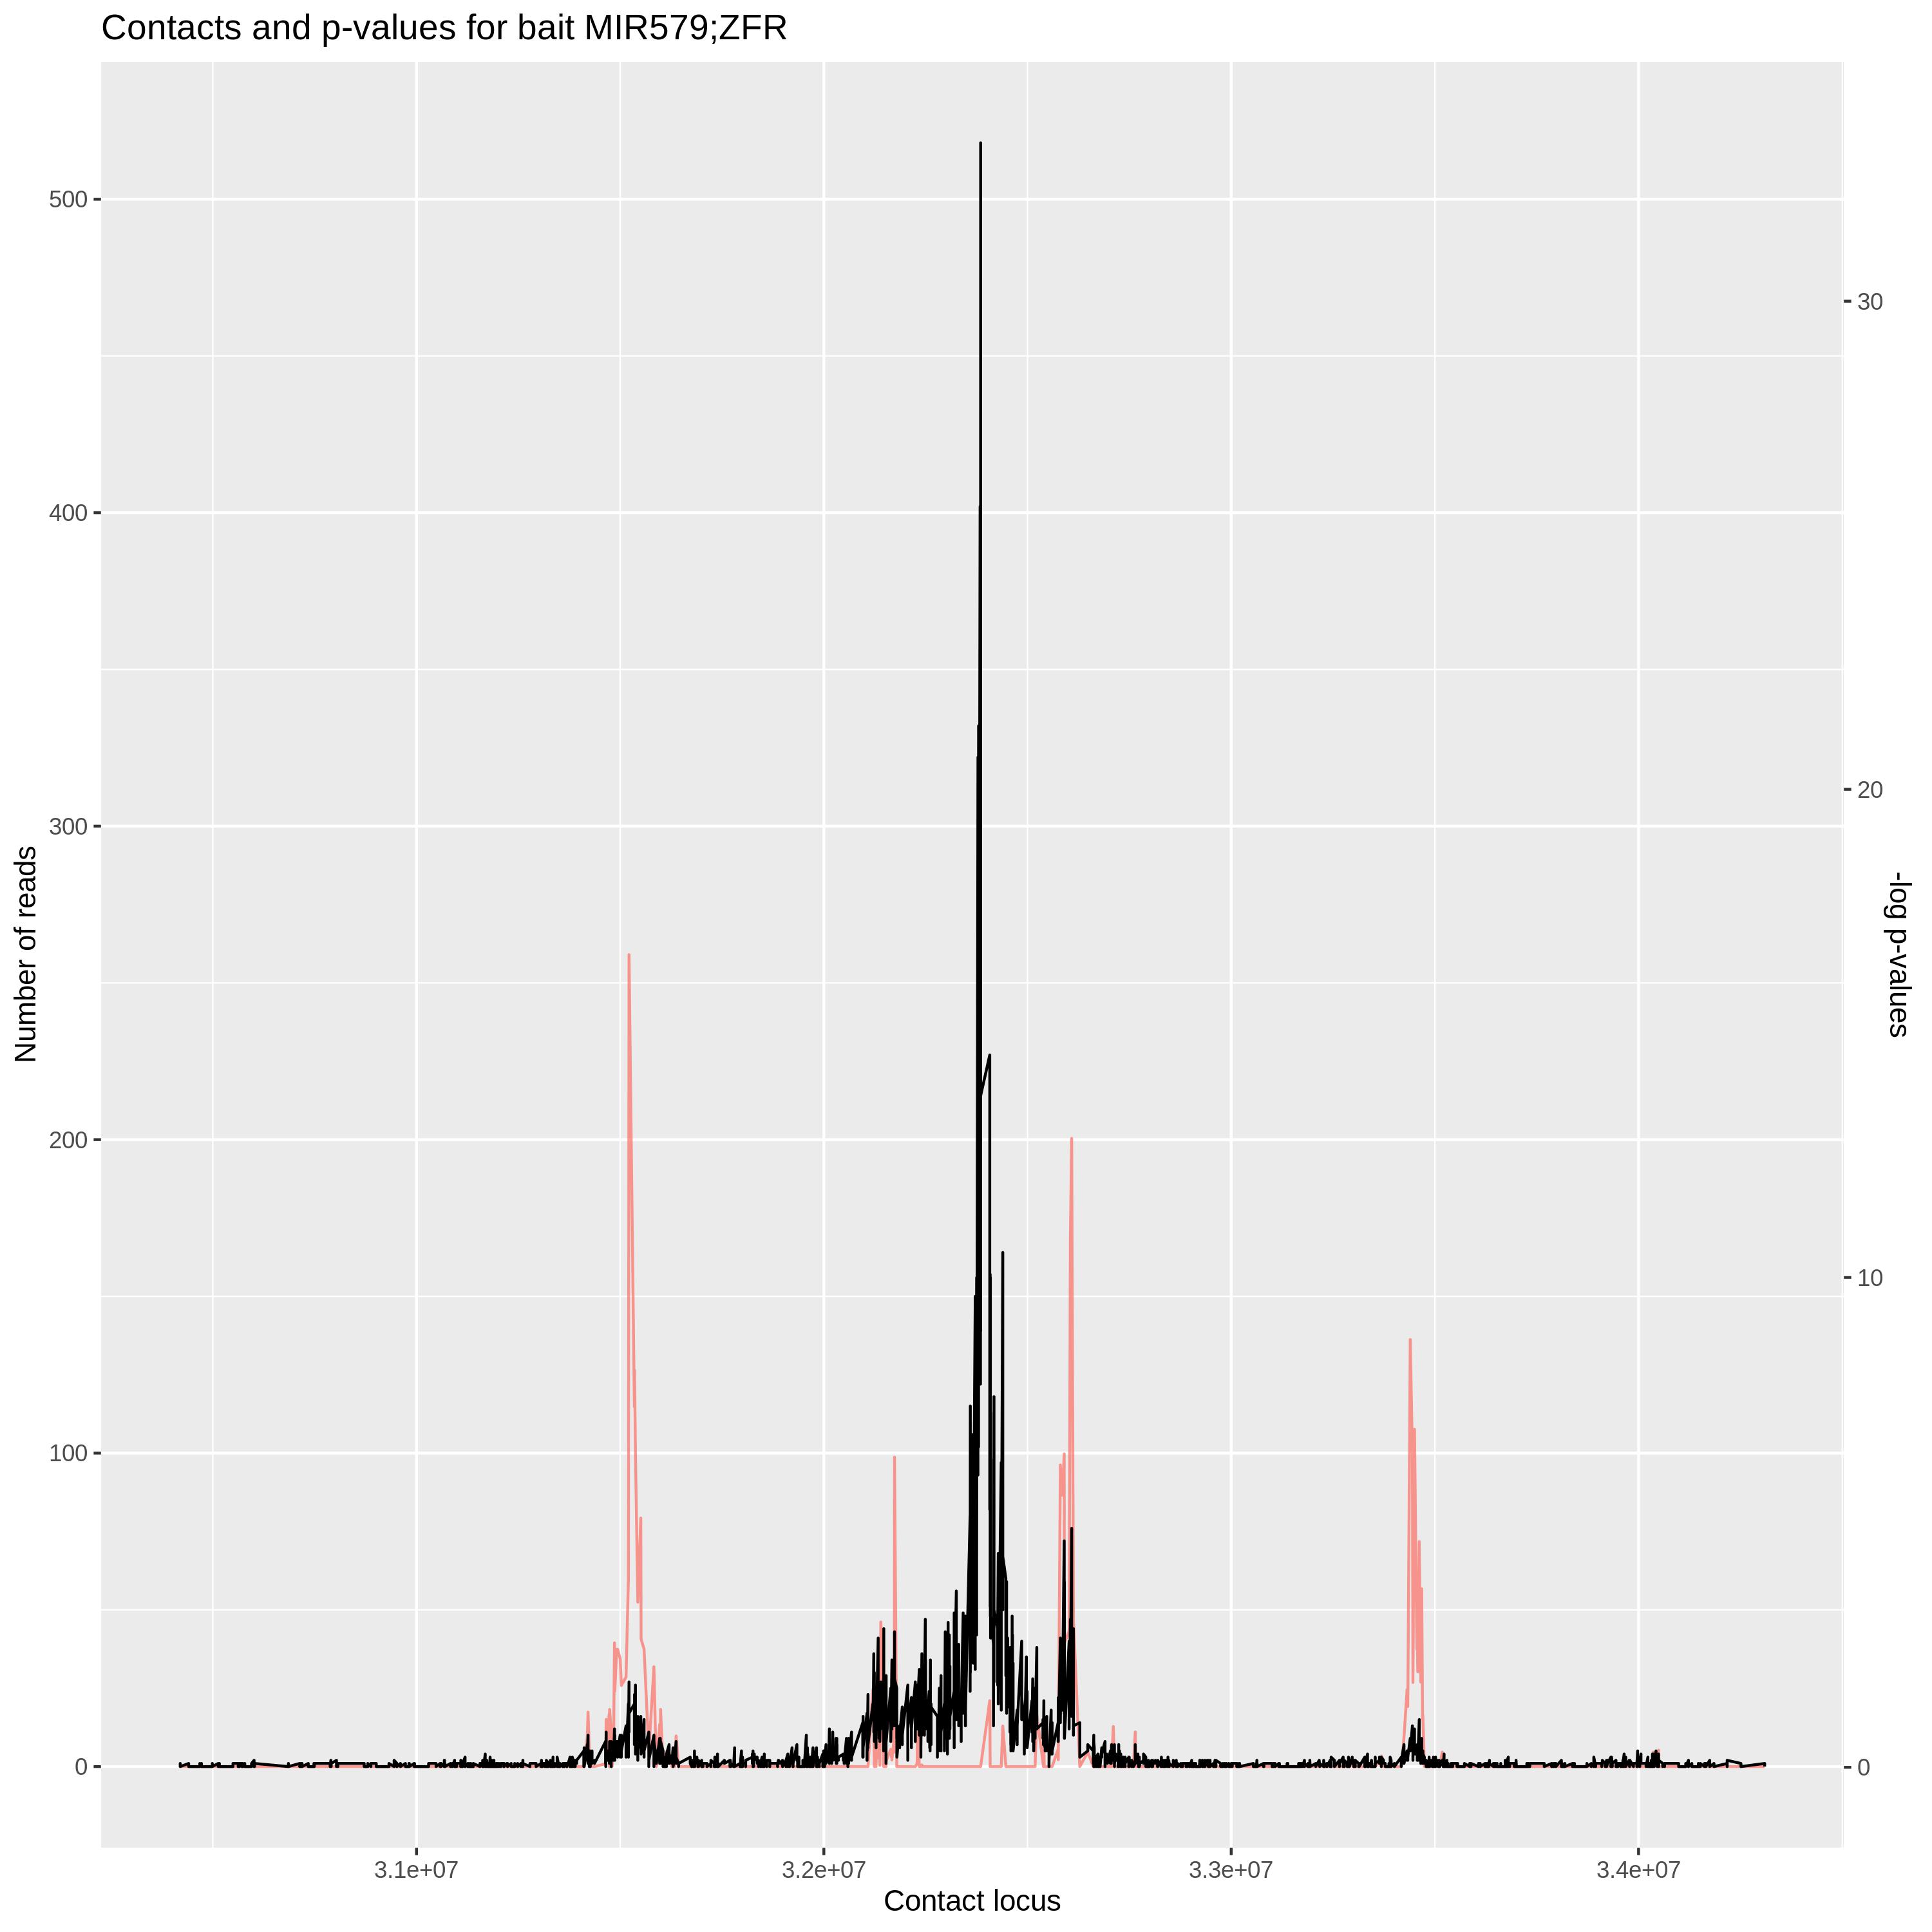 Contacts and p-values for bait MIR579;ZFR
500
400
300
200
100
0
Number of reads
30
20
10
0
-log p-values
3.1e+07
3.2e+07
3.3e+07
3.4e+07
Contact locus